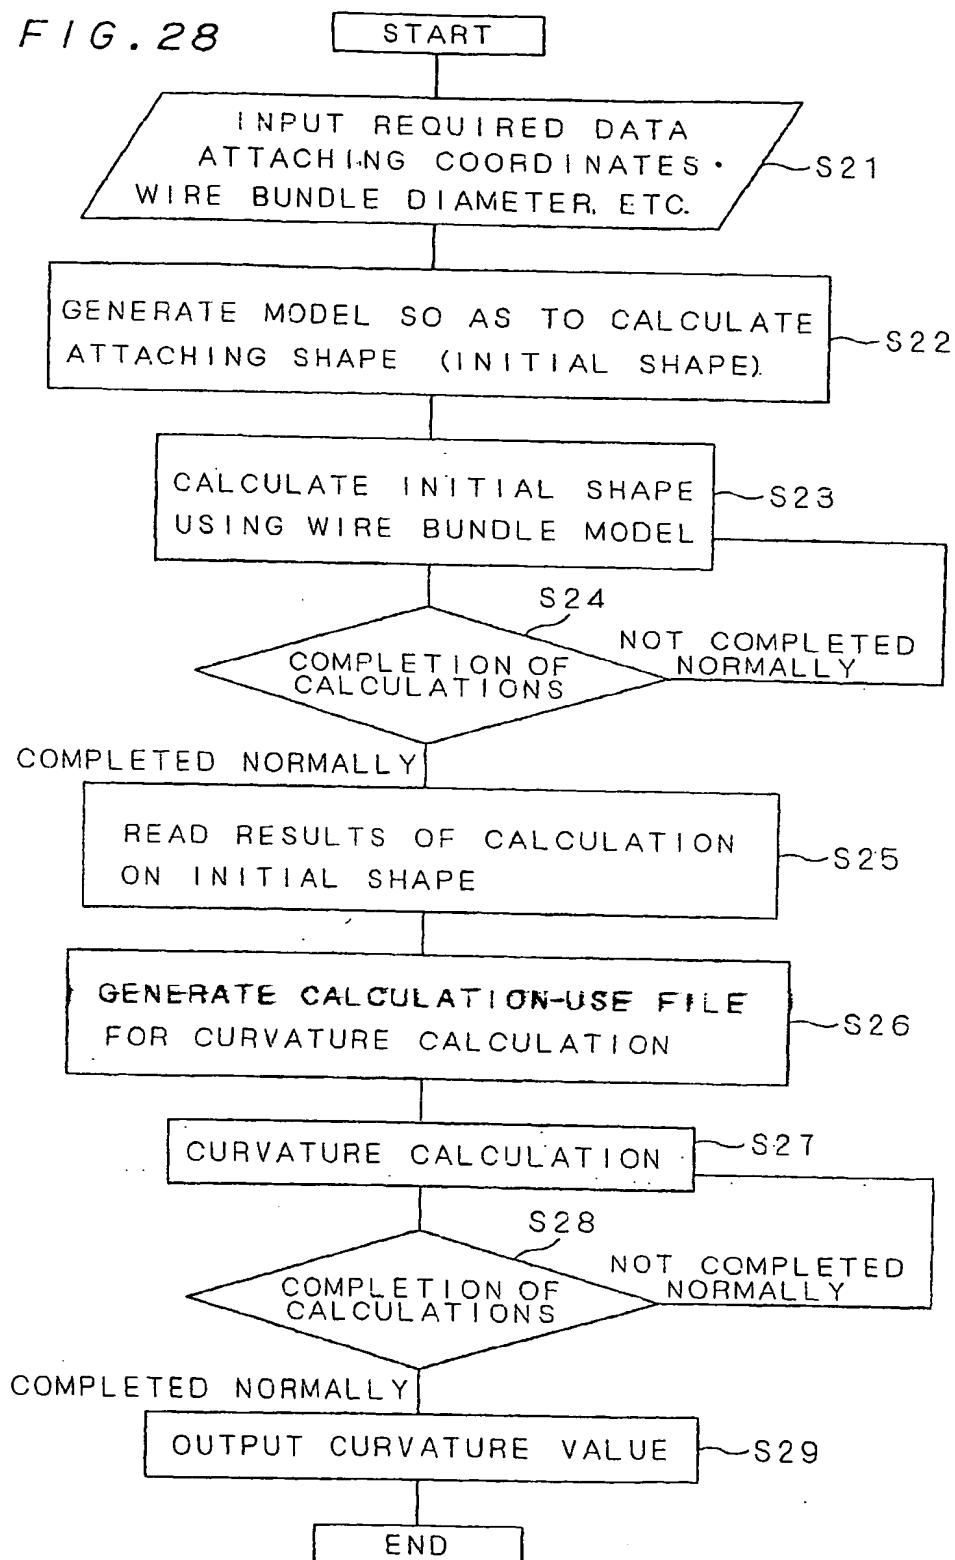 FIG.28
START
INPUT REQUIRED DATA
ATTACHING COORDINATES ·
WIRE BUNDLE DIAMETER, ETC.
S21
GENERATE MODEL SO AS TO CALCULATE
ATTACHING SHAPE (INITIAL SHAPE).
S22
CALCULATE INITIAL SHAPE
USING WIRE BUNDLE MODEL
S23
S24
COMPLETION OF
CALCULATIONS
NOT COMPLETED
NORMALLY
COMPLETED NORMALLY
READ RESULTS OF CALCULATION
ON INITIAL SHAPE
S25
GENERATE CALCULATION-USE FILE
FOR CURVATURE CALCULATION
S26
CURVATURE CALCULATION
S27
S28
COMPLETION OF
CALCULATIONS
NOT COMPLETED
NORMALLY
COMPLETED NORMALLY
OUTPUT CURVATURE VALUE
S29
END